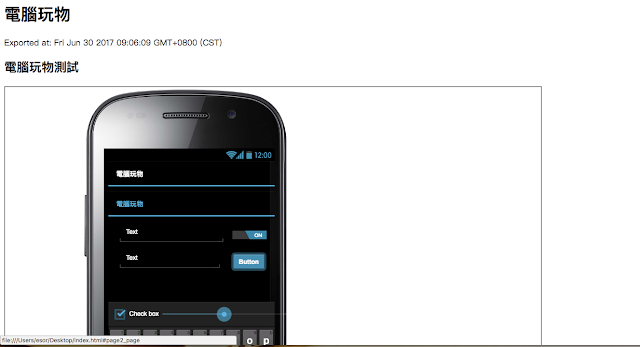 電腦玩物
Exported at: Fri Jun 30 2017 09:06:09 GMT+0800 (CST)
電腦玩物測試
12:00
電腦玩物
電腦玩物
Text
ON
Text
Button
Check box
o p
file:///Users/esor/Desktop/index.html#page2_page